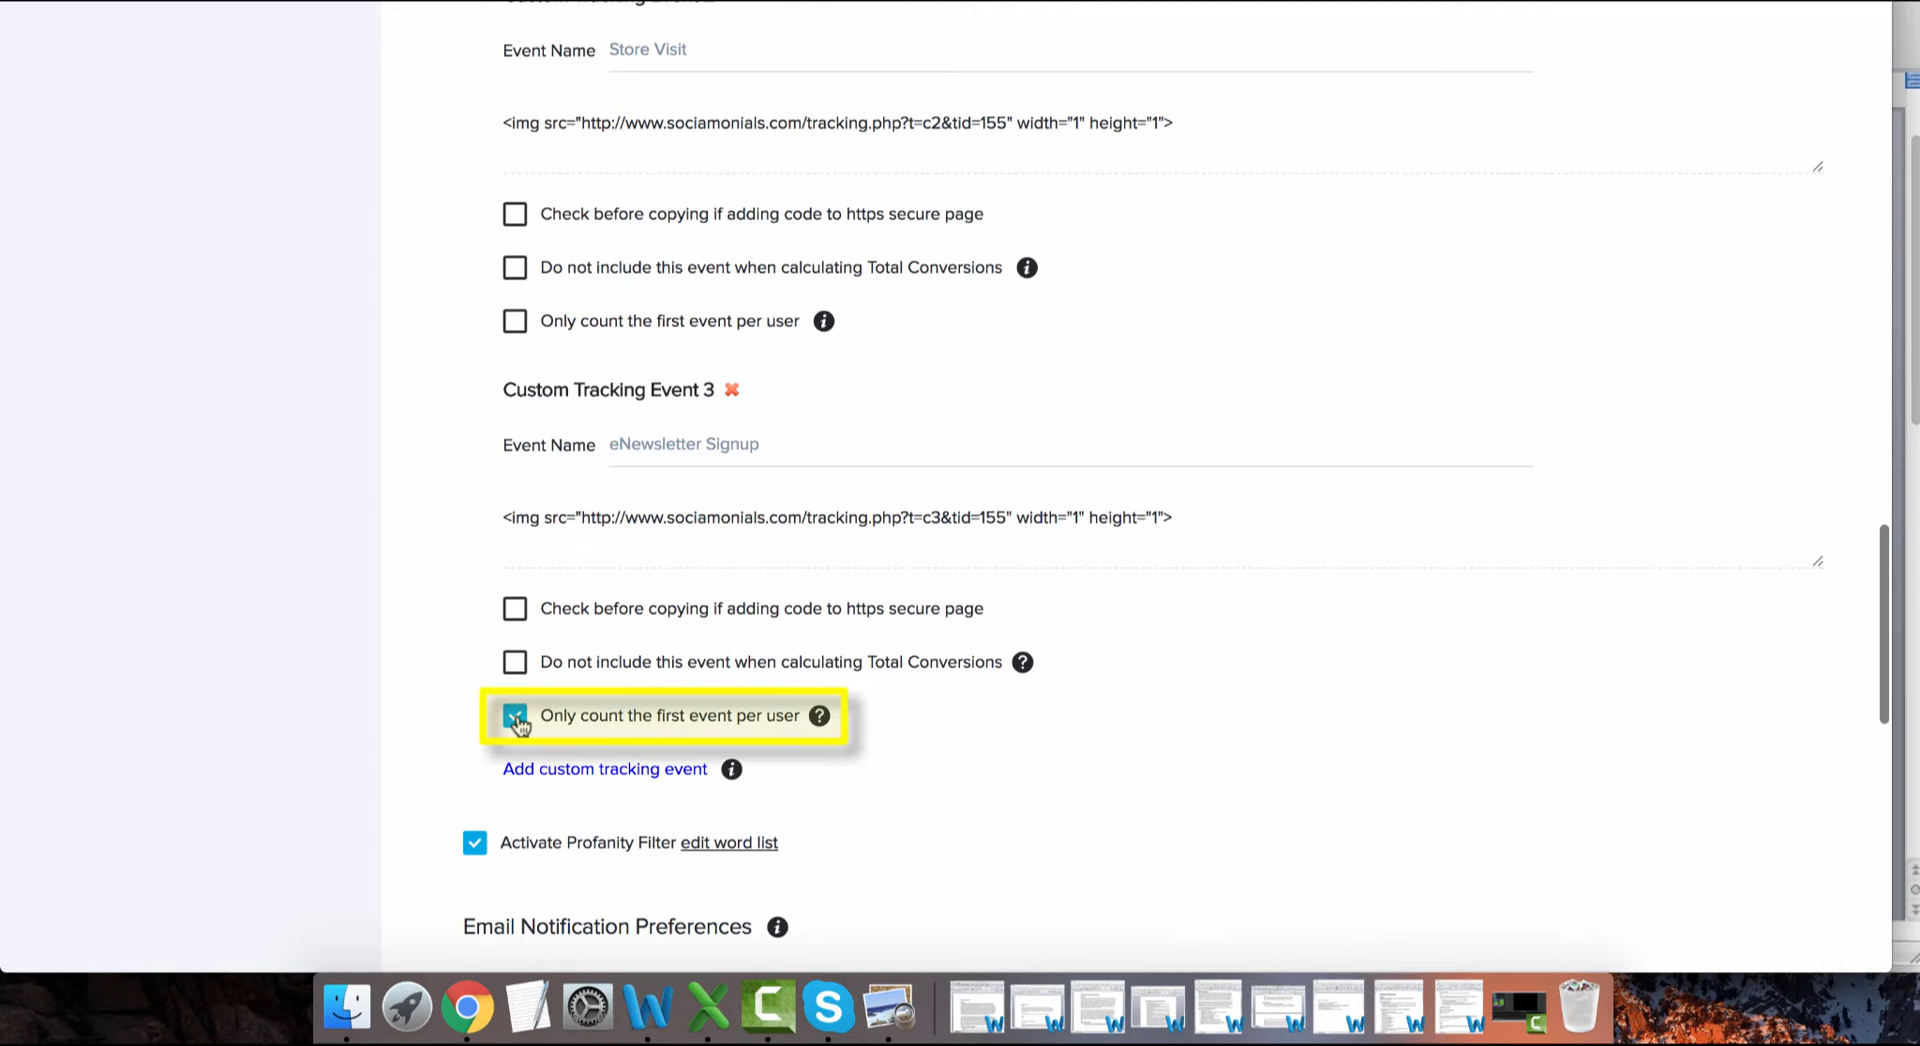 Event Name Store Visit
<img src="http://www.sociamonials.com/tracking.php?t=c2&tid=155" width="1" height="1">
Check before copying if adding code to https secure page
Do not include this event when calculating Total Conversions
Only count the first event per user
Custom Tracking Event 3
Event Name eNewsletter Signup
<img src="http://www.sociamonials.com/tracking.php?t=c3&tid=155" width="1" height="1">
Check before copying if adding code to https secure page
Do not include this event when calculating Total Conversions ?
Only count the first event per user ?
Add custom tracking event
Activate Profanity Filter edit word list
Email Notification Preferences